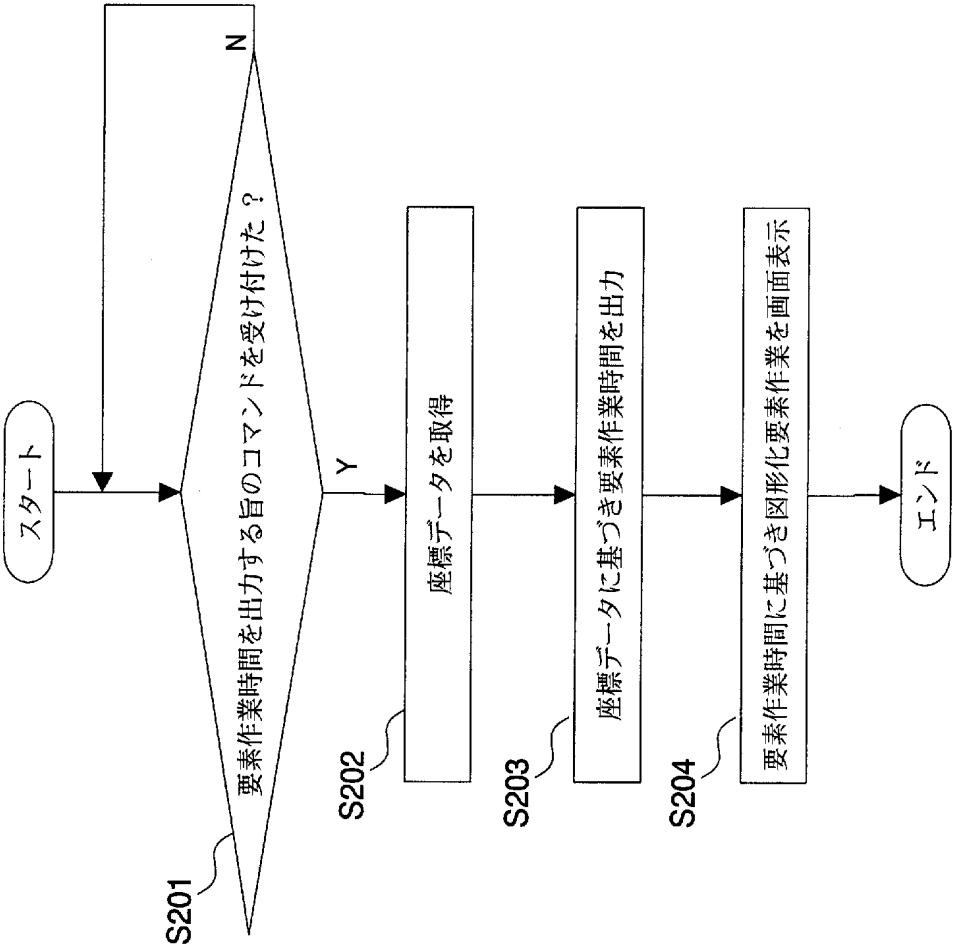 スタート
S201
要素作業時間を出力する旨のコマンドを受け付けた?
N
Y
S202
座標データを取得
S203
座標データに基づき要素作業時間を出力
S204
要素作業時間に基づき図形化要素作業を画面表示
エンド